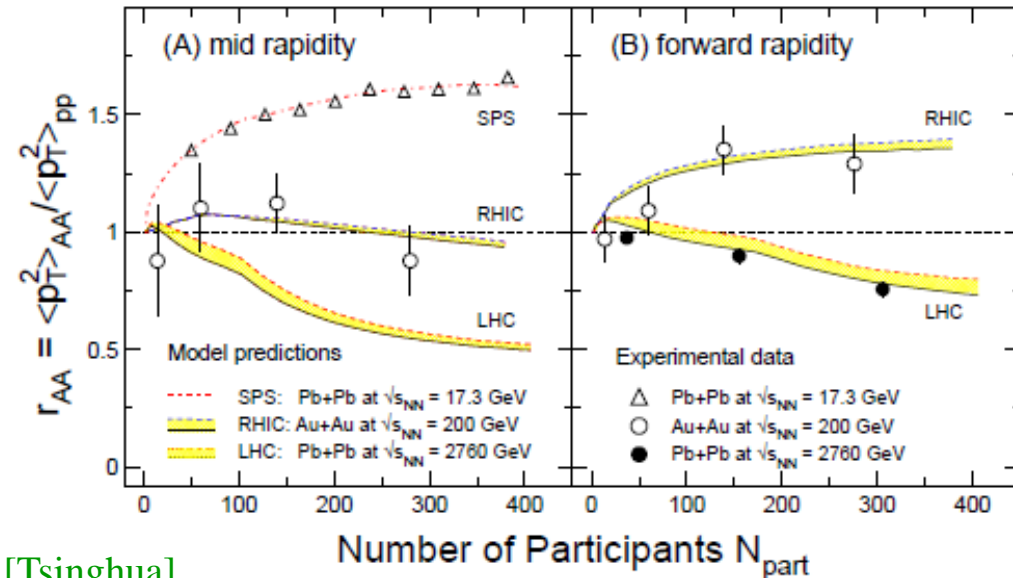 (A) mid rapidity
(B) forward rapidity
r_AA = <p_T^2>_AA/<p_T^2>_pp
1.5
1
0.5
0
SPS
RHIC
LHC
RHIC
LHC
Model predictions
SPS: Pb+Pb at √s_NN = 17.3 GeV
RHIC: Au+Au at √s_NN = 200 GeV
LHC: Pb+Pb at √s_NN = 2760 GeV
Experimental data
Pb+Pb at √s_NN = 17.3 GeV
Au+Au at √s_NN = 200 GeV
Pb+Pb at √s_NN = 2760 GeV
0 100 200 300 400
0 100 200 300 400
Number of Participants N_part
[Tsinghua]